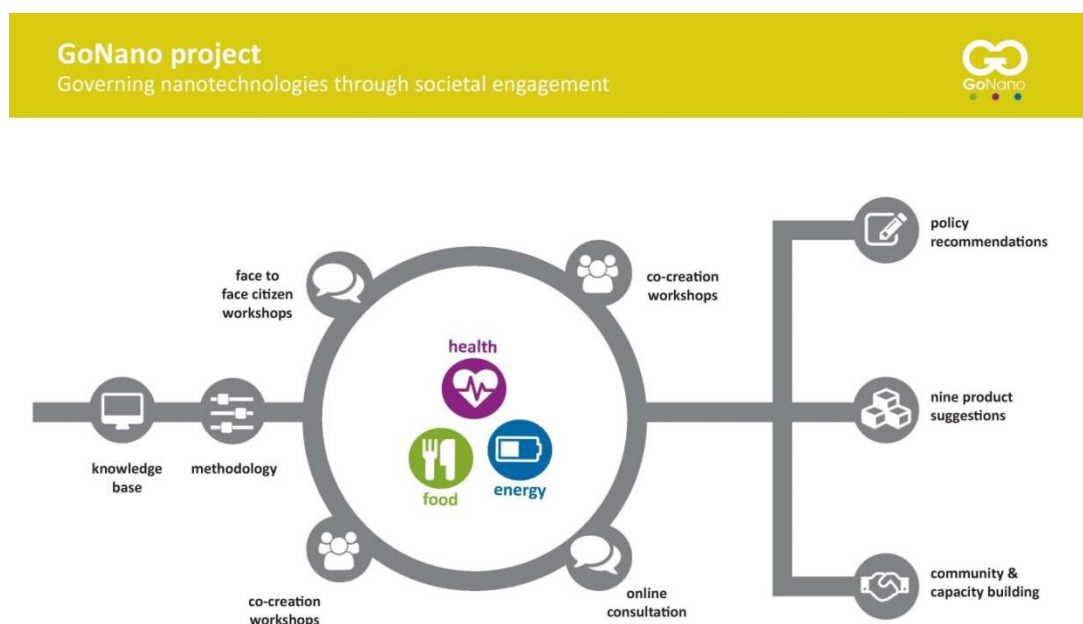 GoNano project
Governing nanotechnologies through societal engagement
GoNano
face to
face citizen
workshops
co-creation
workshops
policy
recommendations
health
food
energy
knowledge
base
methodology
nine product
suggestions
co-creation
workshops
online
consultation
community &
capacity building